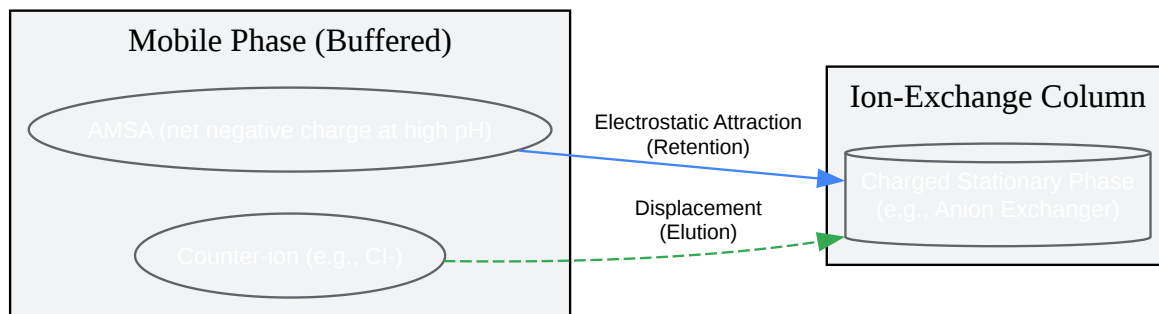 Mobile Phase (Buffered)
AMSA (net negative charge at high pH)
Counter-ion (e.g., Cl-)
Electrostatic Attraction
(Retention)
Displacement
(Elution)
Ion-Exchange Column
Charged Stationary Phase
(e.g., Anion Exchanger)